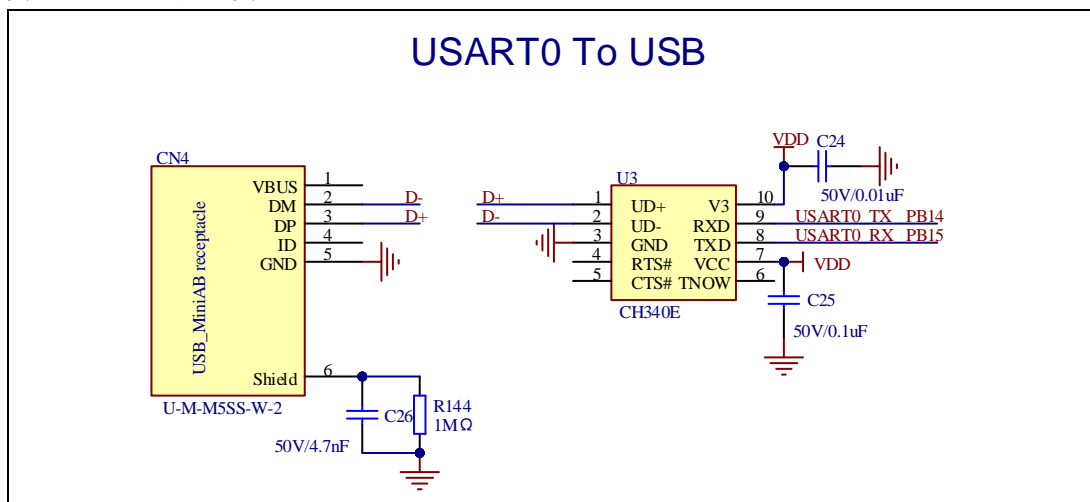 USART0 To USB
CN4
VBUS 1
DM 2 D-
DP 3 D+
ID 4
GND 5
USB_MiniAB receptacle
Shield 6
U-M-M5SS-W-2
C26
50V/4.7nF
R144
1MΩ
U3
D+ 1 UD+
D- 2 UD-
3 GND
4 RTS#
5 CTS#
V3 10
RXD 9 USART0_TX_PB14
TXD 8 USART0_RX_PB15
VCC 7 VDD
TNOW 6
CH340E
VDD
C24
50V/0.01uF
C25
50V/0.1uF